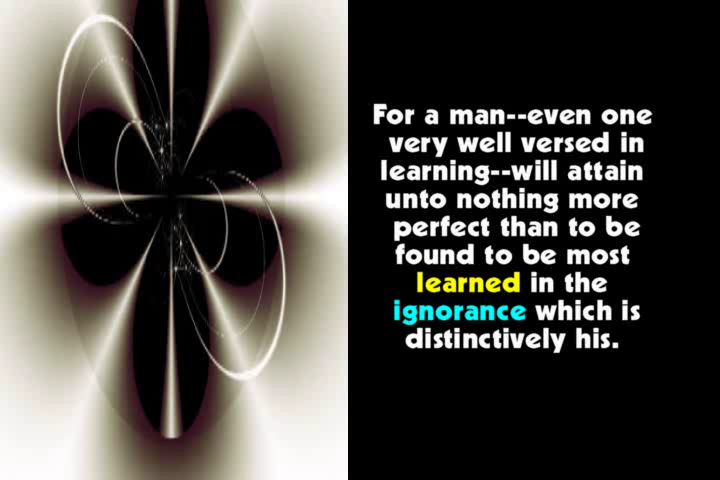 For a man--even one
very well versed in
learning--will attain
unto nothing more
perfect than to be
found to be most
learned in the
ignorance which is
distinctively his.